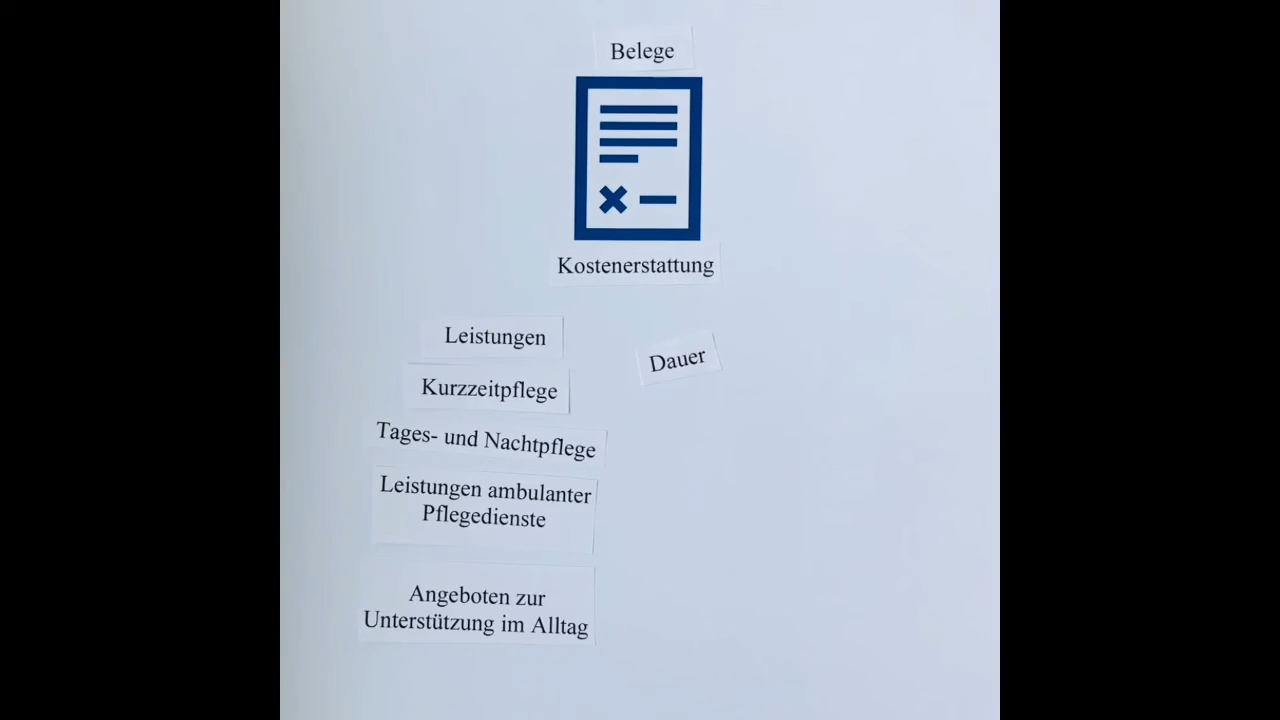 Belege
Kostenerstattung
Leistungen
Dauer
Kurzzeitpflege
Tages- und Nachtpflege
Leistungen ambulanter
Pflegedienste
Angeboten zur
Unterstützung im Alltag